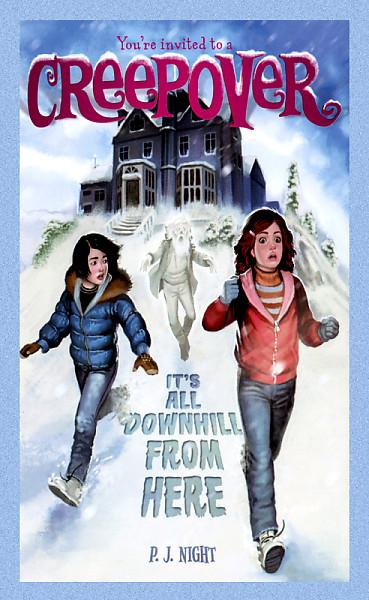 You're invited to a
CREEPOVER
IT'S
ALL
DOWNHILL
FROM
HERE
P. J. NIGHT